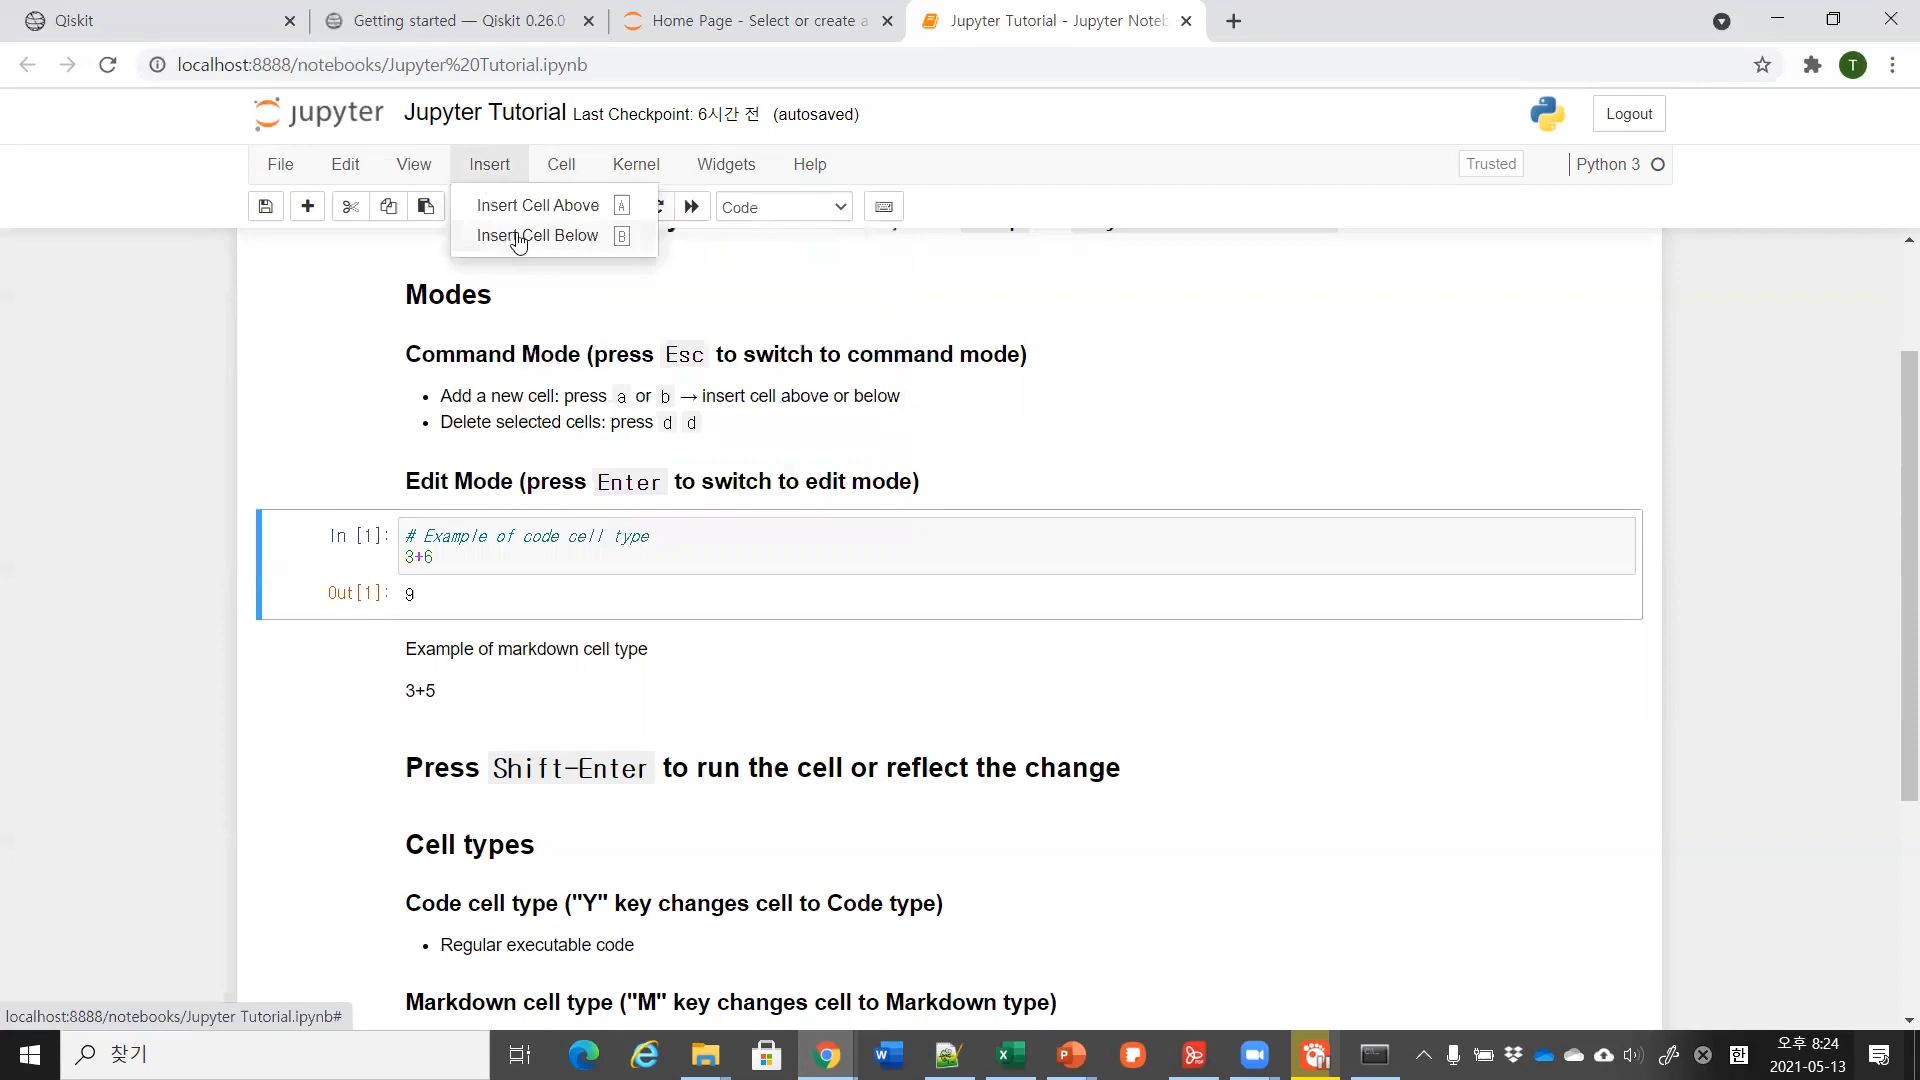 Qiskit
Getting started — Qiskit 0.26.0
Home Page - Select or create a
Jupyter Tutorial - Jupyter Noteb
localhost:8888/notebooks/Jupyter%20Tutorial.ipynb
T
jupyter Jupyter Tutorial Last Checkpoint: 6시간 전 (autosaved)
Logout
File Edit View Insert Cell Kernel Widgets Help
Trusted
Python 3
Code
Insert Cell Above A
Insert Cell Below B
Modes
Command Mode (press Esc to switch to command mode)
• Add a new cell: press a or b → insert cell above or below
• Delete selected cells: press d d
Edit Mode (press Enter to switch to edit mode)
In [1]: # Example of code cell type
3+6
Out[1]: 9
Example of markdown cell type
3+5
Press Shift-Enter to run the cell or reflect the change
Cell types
Code cell type ("Y" key changes cell to Code type)
• Regular executable code
Markdown cell type ("M" key changes cell to Markdown type)
localhost:8888/notebooks/Jupyter Tutorial.ipynb#
찾기
한
오후 8:24
2021-05-13